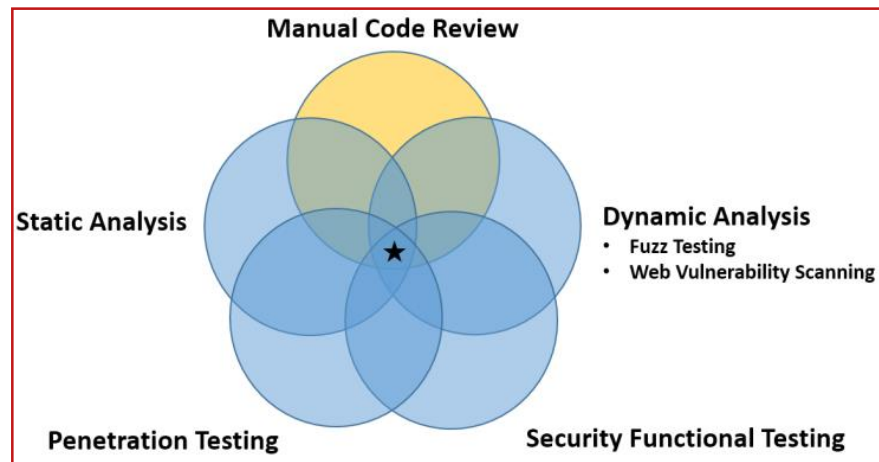 Manual Code Review
Static Analysis
Dynamic Analysis
• Fuzz Testing
• Web Vulnerability Scanning
Penetration Testing
Security Functional Testing